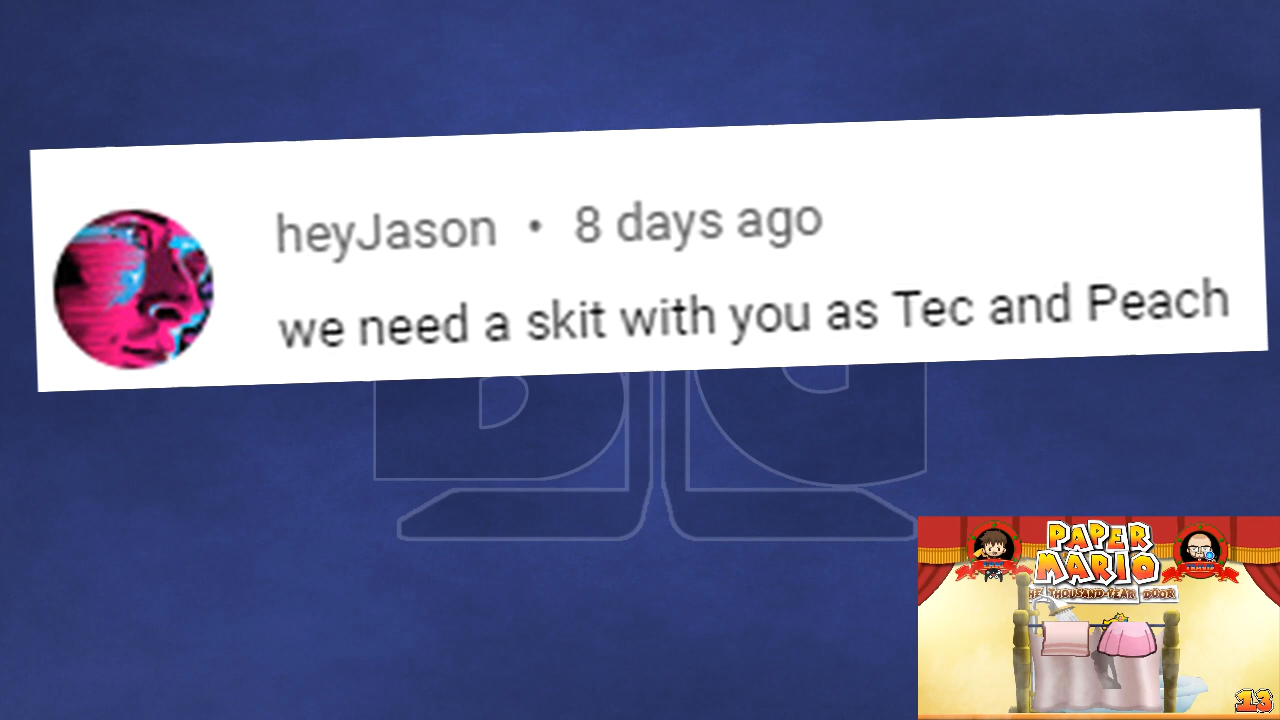 heyJason • 8 days ago
we need a skit with you as Tec and Peach
PAPER
MARIO
THE THOUSAND-YEAR DOOR
13